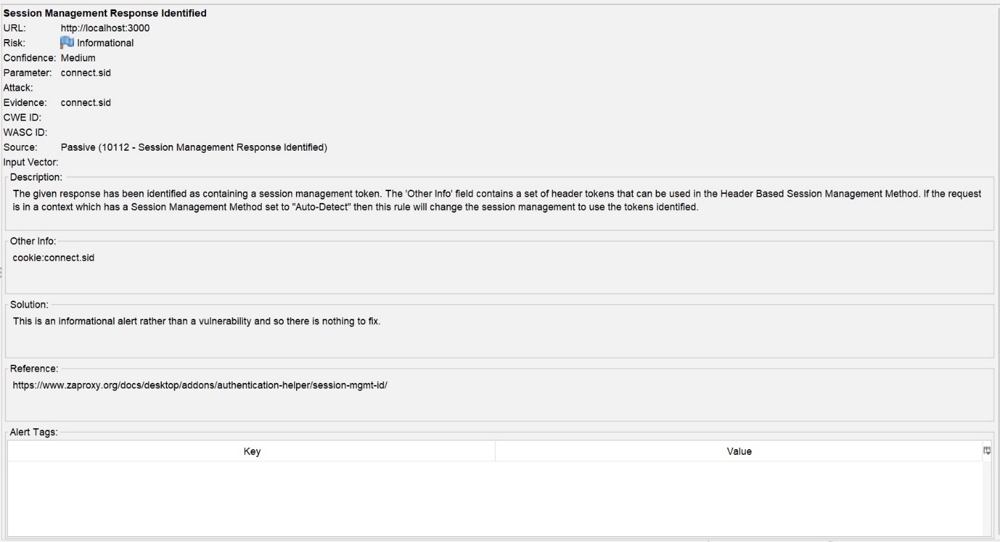 Session Management Response Identified
URL: http://localhost:3000
Risk: Informational
Confidence: Medium
Parameter: connect.sid
Attack:
Evidence: connect.sid
CWE ID:
WASC ID:
Source: Passive (10112 - Session Management Response Identified)
Input Vector:
Description:
The given response has been identified as containing a session management token. The 'Other Info' field contains a set of header tokens that can be used in the Header Based Session Management Method. If the request
is in a context which has a Session Management Method set to "Auto-Detect" then this rule will change the session management to use the tokens identified.
Other Info:
cookie:connect.sid
Solution:
This is an informational alert rather than a vulnerability and so there is nothing to fix.
Reference:
https://www.zaproxy.org/docs/desktop/addons/authentication-helper/session-mgmt-id/
Alert Tags:
Key Value